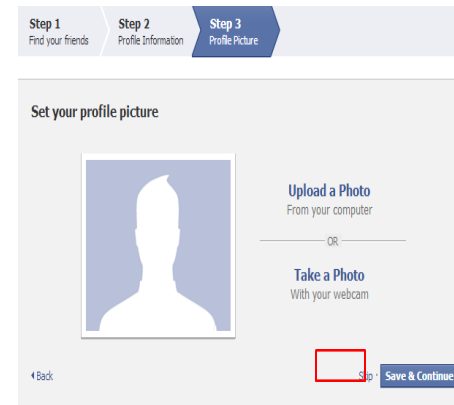 Step 1
Find your friends
Step 2
Profile Information
Step 3
Profile Picture
Set your profile picture
Upload a Photo
From your computer
OR
Take a Photo
With your webcam
Back
Skip · Save & Continue